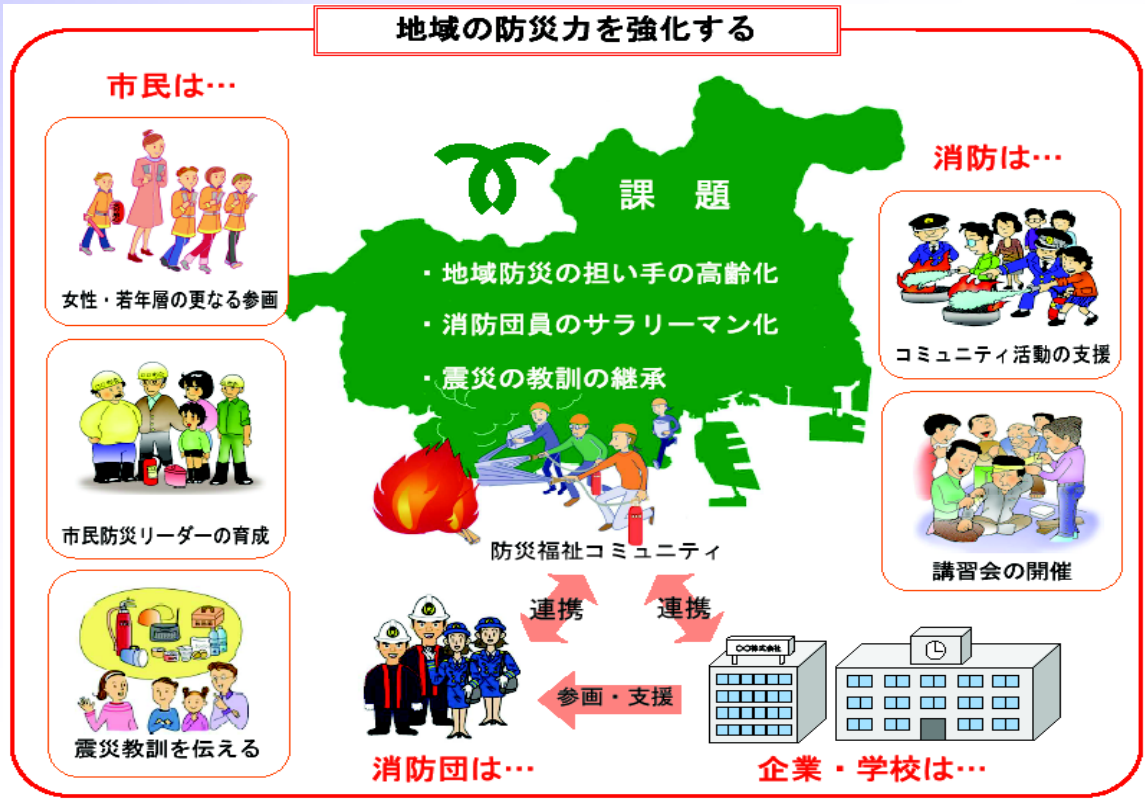 地域の防災力を強化する
市民は…
女性・若年層の更なる参画
市民防災リーダーの育成
震災教訓を伝える
課 題
・地域防災の担い手の高齢化
・消防団員のサラリーマン化
・震災の教訓の継承
防災福祉コミュニティ
連携
連携
参画・支援
消防団は…
〇〇株式会社
企業・学校は…
消防は…
コミュニティ活動の支援
講習会の開催